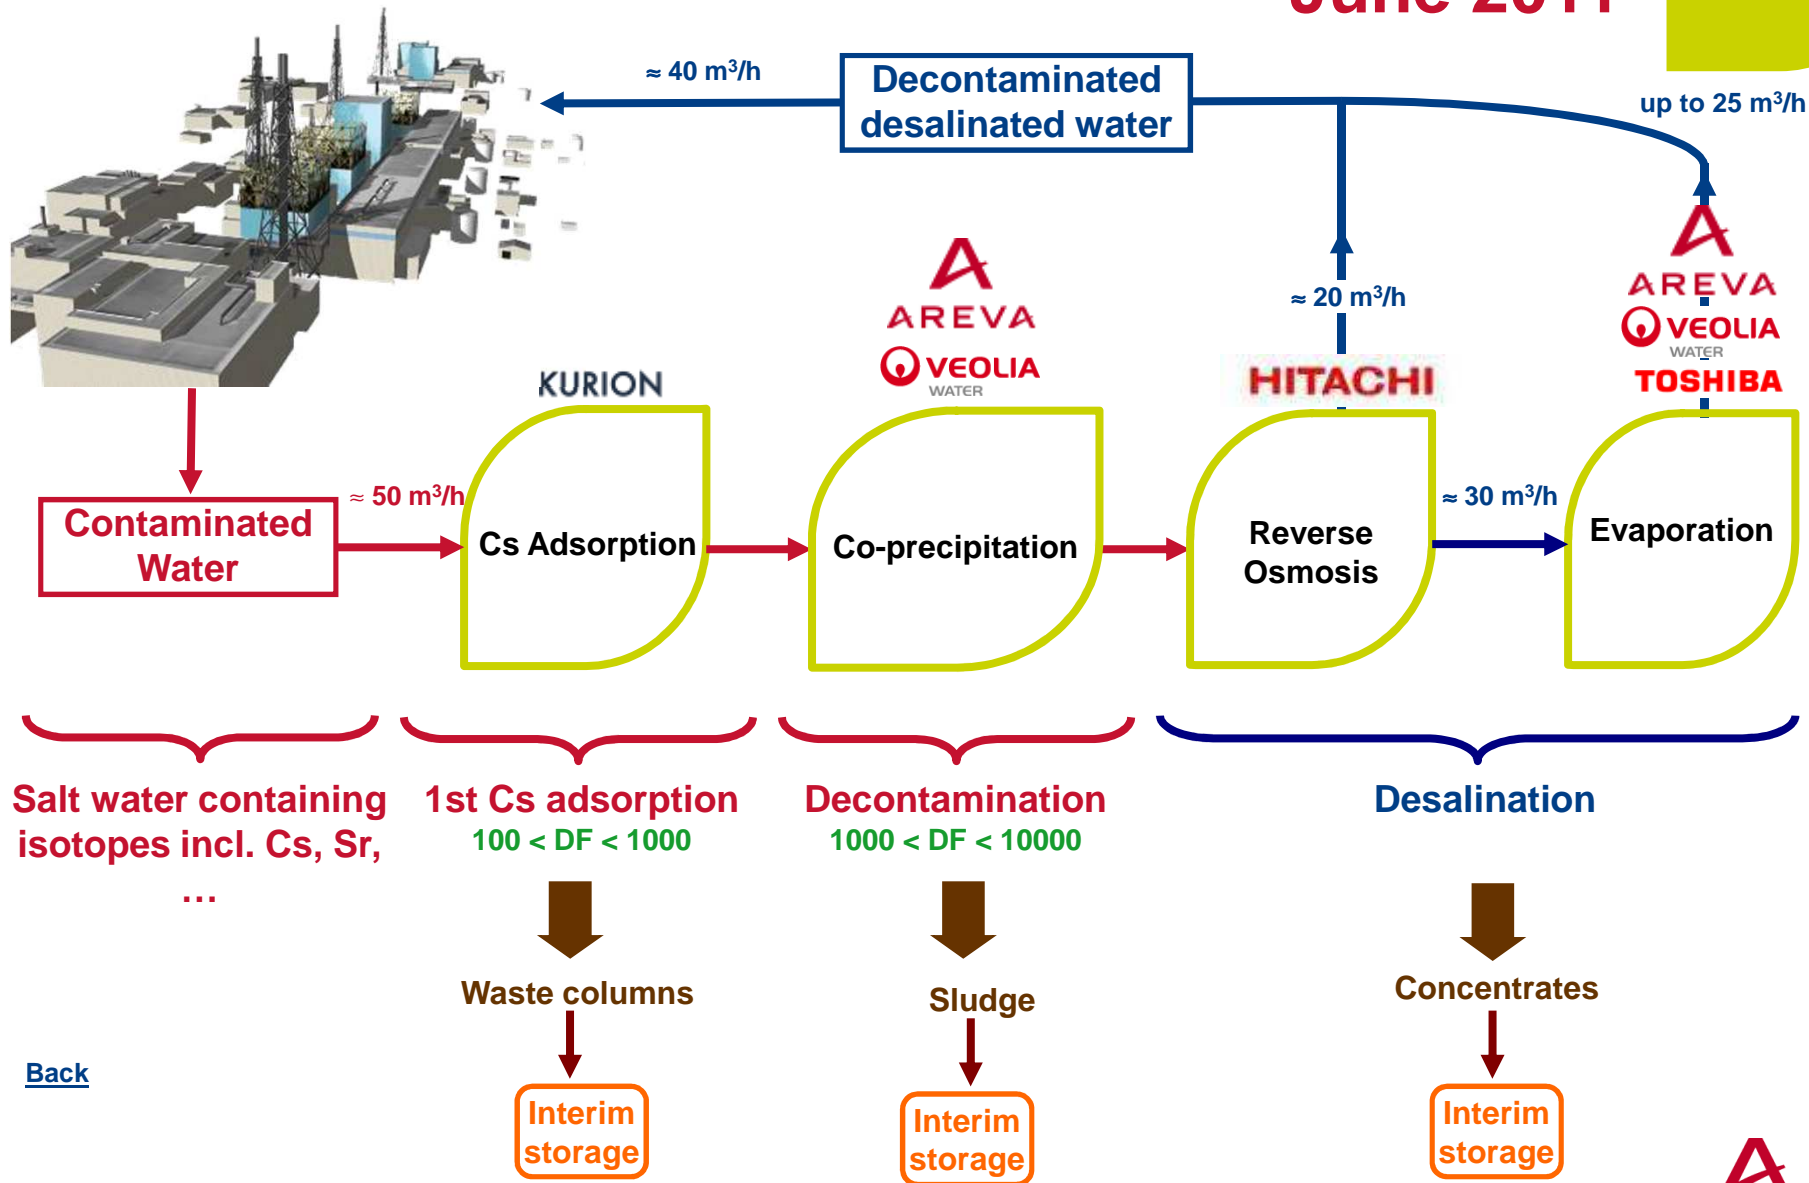 June 2011
≈ 40 m³/h
Decontaminated
desalinated water
up to 25 m³/h
≈ 20 m³/h
AREVA
VEOLIA
WATER
AREVA
VEOLIA
WATER
TOSHIBA
KURION
HITACHI
≈ 50 m³/h
≈ 30 m³/h
Contaminated
Water
Cs Adsorption
Co-precipitation
Reverse
Osmosis
Evaporation
Salt water containing
isotopes incl. Cs, Sr,
…
1st Cs adsorption
100 < DF < 1000
Decontamination
1000 < DF < 10000
Desalination
Waste columns
Sludge
Concentrates
Back
Interim
storage
Interim
storage
Interim
storage